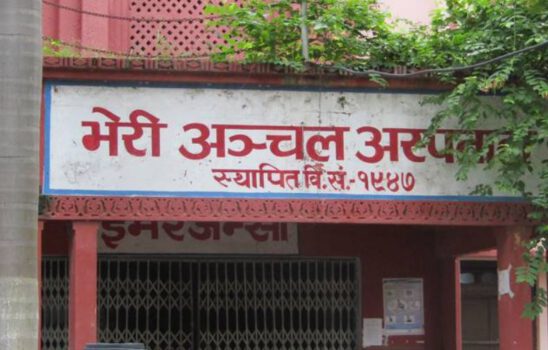 भेरी अञ्चल अस्पताल
स्थापित वि.सं.-१९४७
इमरजेन्सी